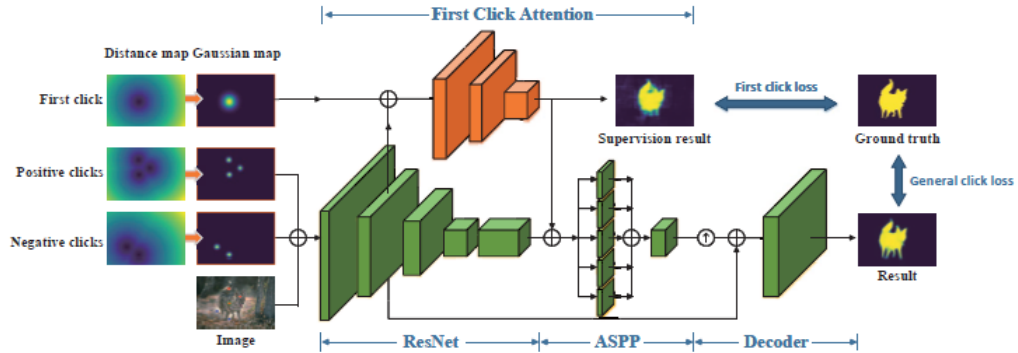 First Click Attention
Distance map Gaussian map
First click
First click loss
Supervision result
Ground truth
Positive clicks
General click loss
Negative clicks
Result
Image
ResNet
ASPP
Decoder